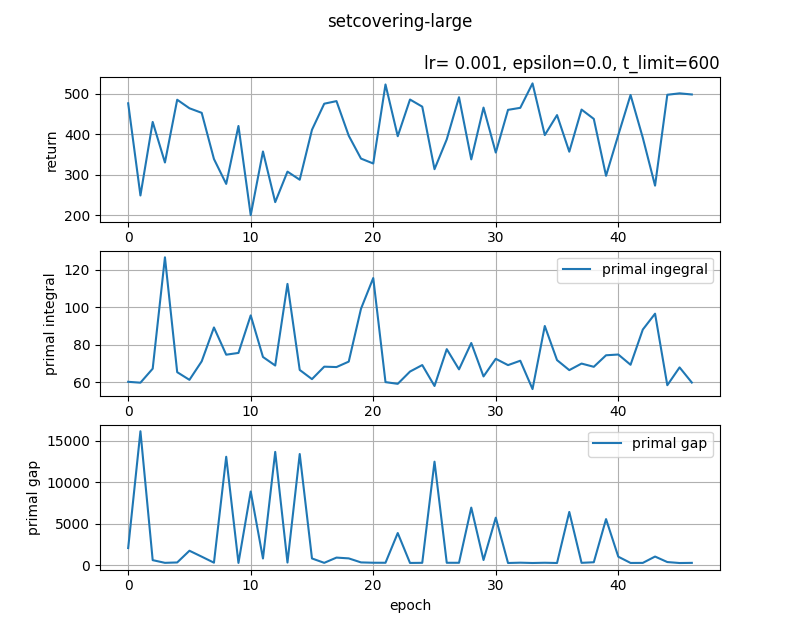 setcovering-large
lr= 0.001, epsilon=0.0, t_limit=600
500
400
300
200
return
0 10 20 30 40
120
100
80
60
primal integral
primal ingegral
0 10 20 30 40
15000
10000
5000
0
primal gap
primal gap
0 10 20 30 40
epoch